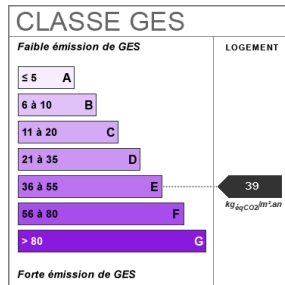 CLASSE GES
Faible émission de GES
LOGEMENT
≤ 5 A
6 à 10 B
11 à 20 C
21 à 35 D
36 à 55 E
39
kgéqCO2/m².an
56 à 80 F
> 80 G
Forte émission de GES